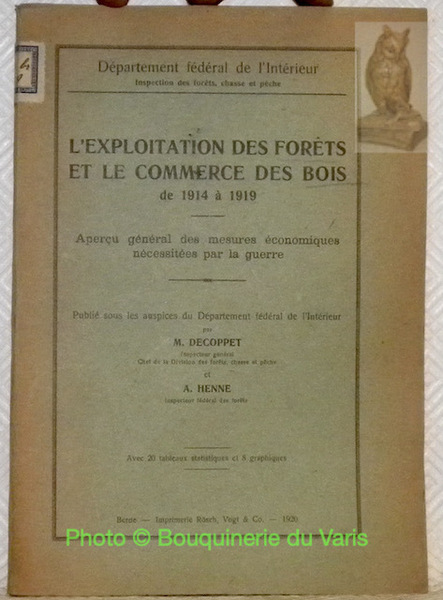 Département fédéral de l'Intérieur
Inspection des forêts, chasse et pêche
L'EXPLOITATION DES FORÊTS
ET LE COMMERCE DES BOIS
de 1914 à 1919
Aperçu général des mesures économiques
nécessitées par la guerre
Publié sous les auspices du Département fédéral de l'Intérieur
par
M. DECOPPET
Inspecteur général
Chef de la Division des forêts, chasse et pêche
et
A. HENNE
Inspecteur fédéral des forêts
Avec 20 tableaux statistiques et 8 graphiques
Berne — Imprimerie Rösch, Vogt & Co. — 1920
Photo © Bouquinerie du Varis